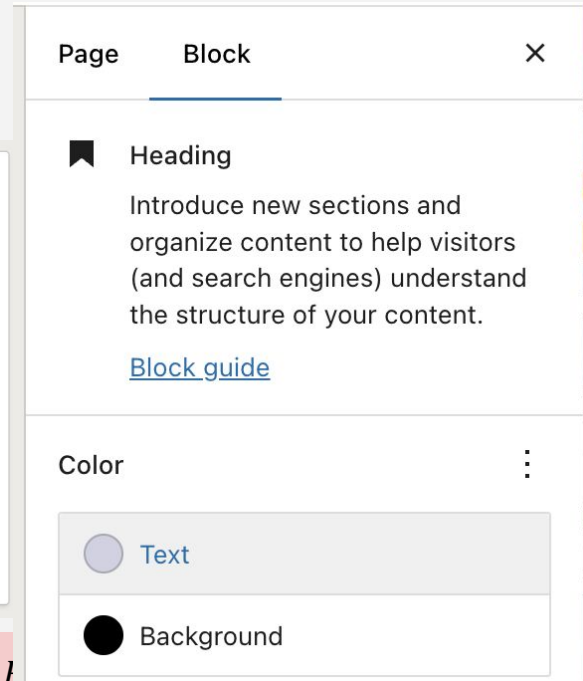 Page Block
Heading
Introduce new sections and
organize content to help visitors
(and search engines) understand
the structure of your content.
Block guide
Color
Text
Background